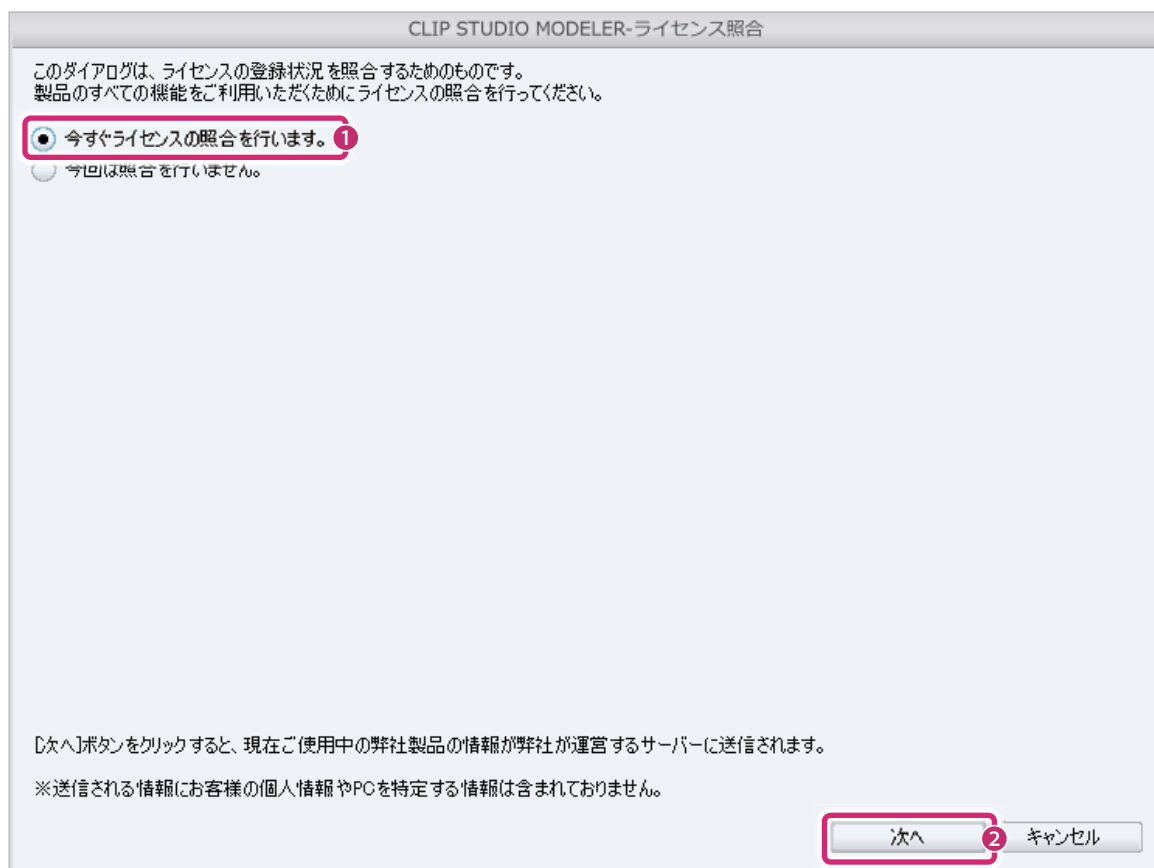 CLIP STUDIO MODELER-ライセンス照合
このダイアログは、ライセンスの登録状況を照合するためのものです。
製品のすべての機能をご利用いただくためにライセンスの照合を行ってください。
今すぐライセンスの照合を行います。 1
今回は照合を行いません。
[次へ]ボタンをクリックすると、現在ご使用中の弊社製品の情報が弊社が運営するサーバーに送信されます。
※送信される情報にお客様の個人情報やPCを特定する情報は含まれておりません。
次へ 2 キャンセル